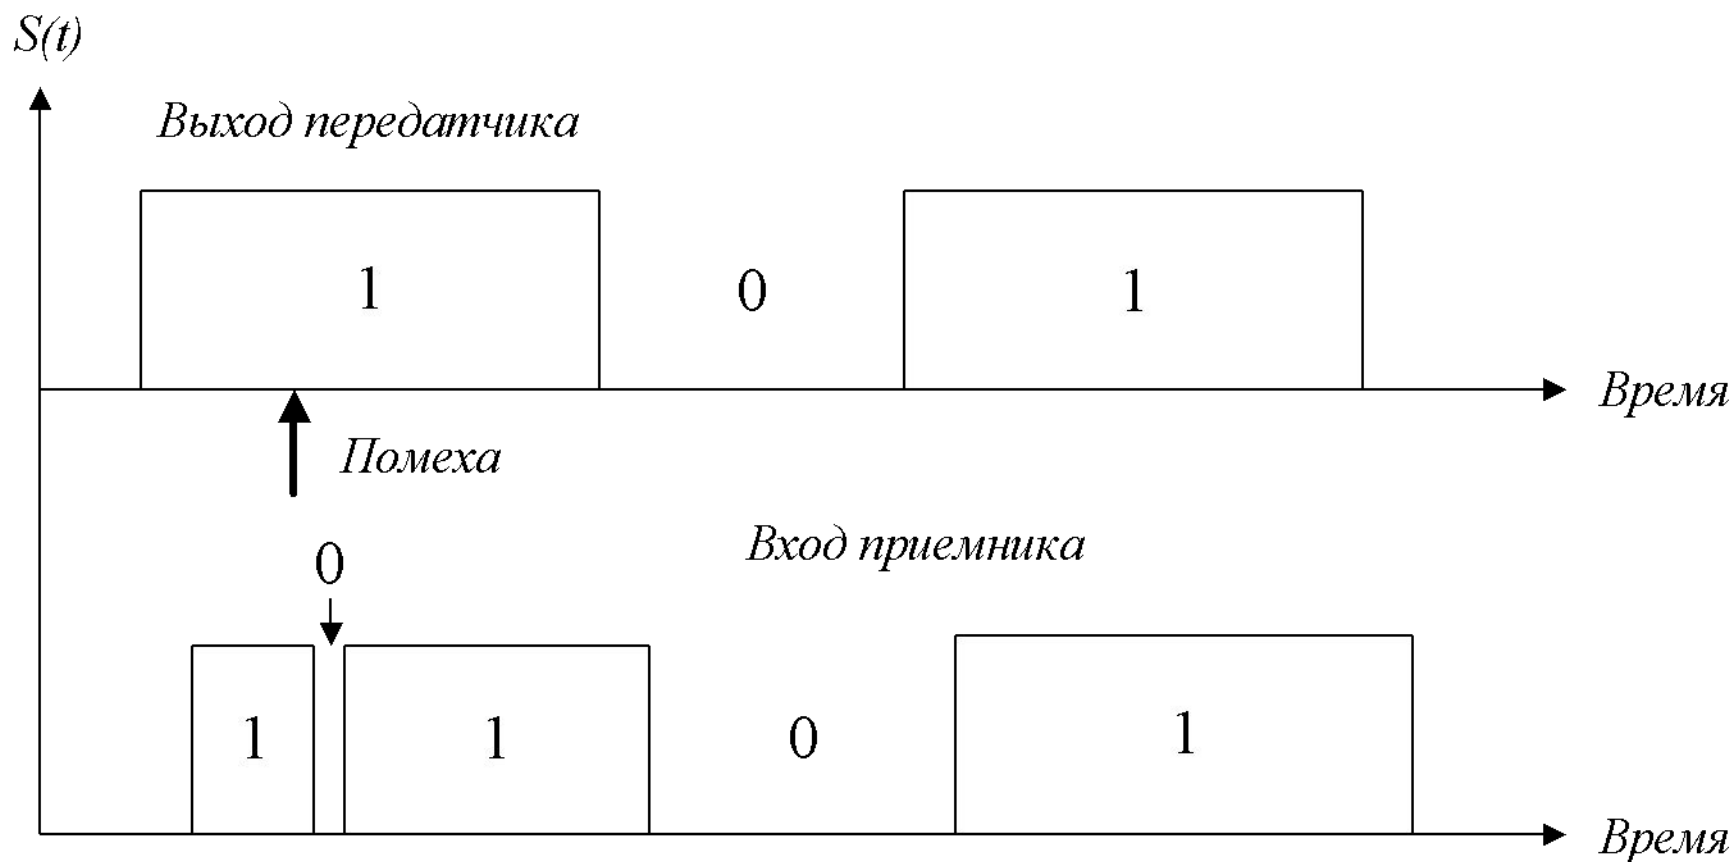 S(t)
Выход передатчика
1 0 1
Время
Помеха
Вход приемника
0
1 1 0 1
Время